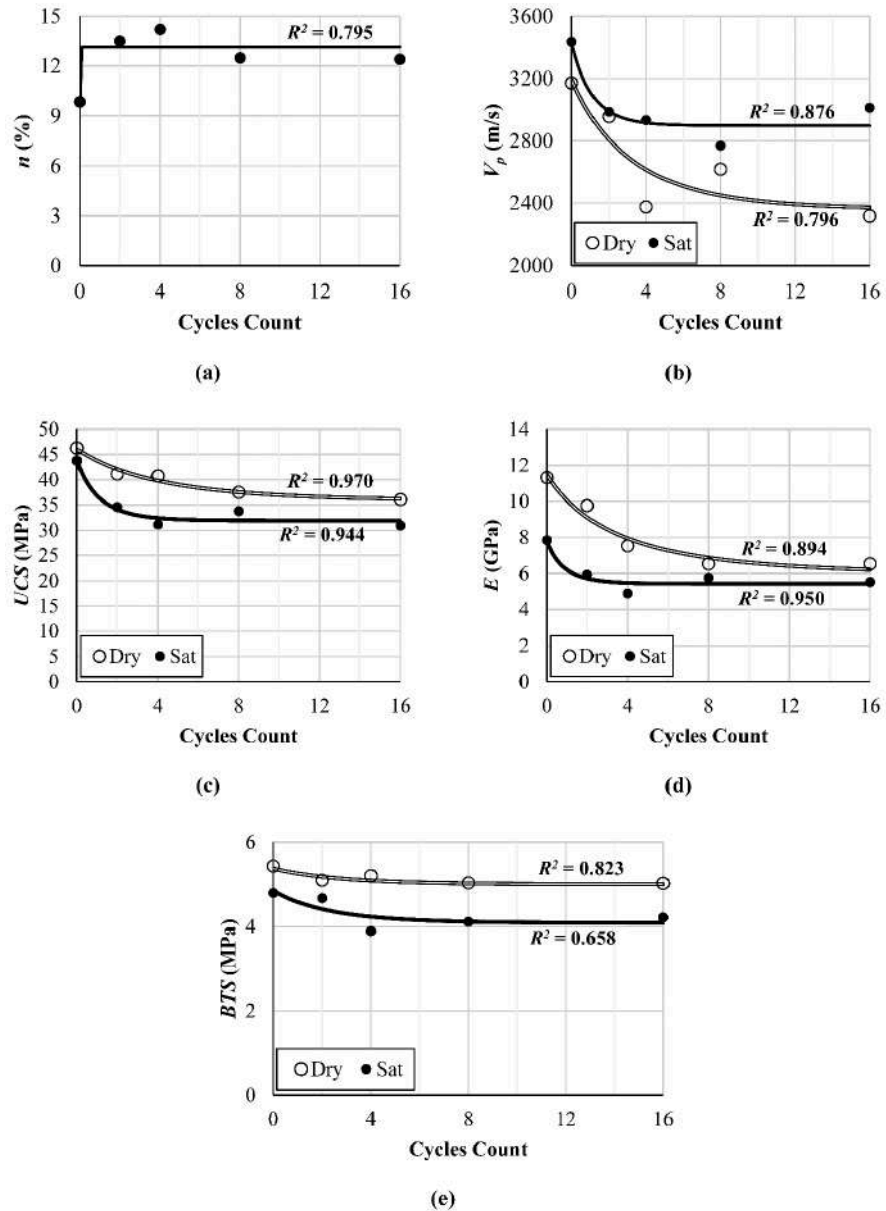 15
12
9
6
3
0
n (%)
R² = 0.795
0 4 8 12 16
Cycles Count
(a)
3600
3200
2800
2400
2000
Vp (m/s)
R² = 0.876
R² = 0.796
Dry Sat
0 4 8 12 16
Cycles Count
(b)
50
45
40
35
30
25
20
15
10
5
0
UCS (MPa)
R² = 0.970
R² = 0.944
Dry Sat
0 4 8 12 16
Cycles Count
(c)
14
12
10
8
6
4
2
0
E (GPa)
R² = 0.894
R² = 0.950
Dry Sat
0 4 8 12 16
Cycles Count
(d)
6
4
2
0
BTS (MPa)
R² = 0.823
R² = 0.658
Dry Sat
0 4 8 12 16
Cycles Count
(e)